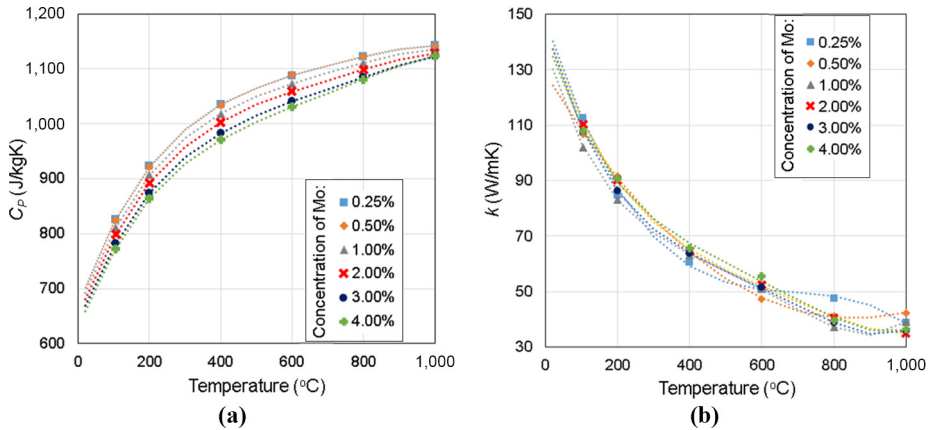 1,200
1,100
1,000
900
800
700
600
C_P (J/kgK)
0 200 400 600 800 1,000
Temperature (°C)
Concentration of Mo:
0.25%
0.50%
1.00%
2.00%
3.00%
4.00%
(a)
150
130
110
90
70
50
30
k (W/mK)
0 200 400 600 800 1,000
Temperature (°C)
Concentration of Mo:
0.25%
0.50%
1.00%
2.00%
3.00%
4.00%
(b)